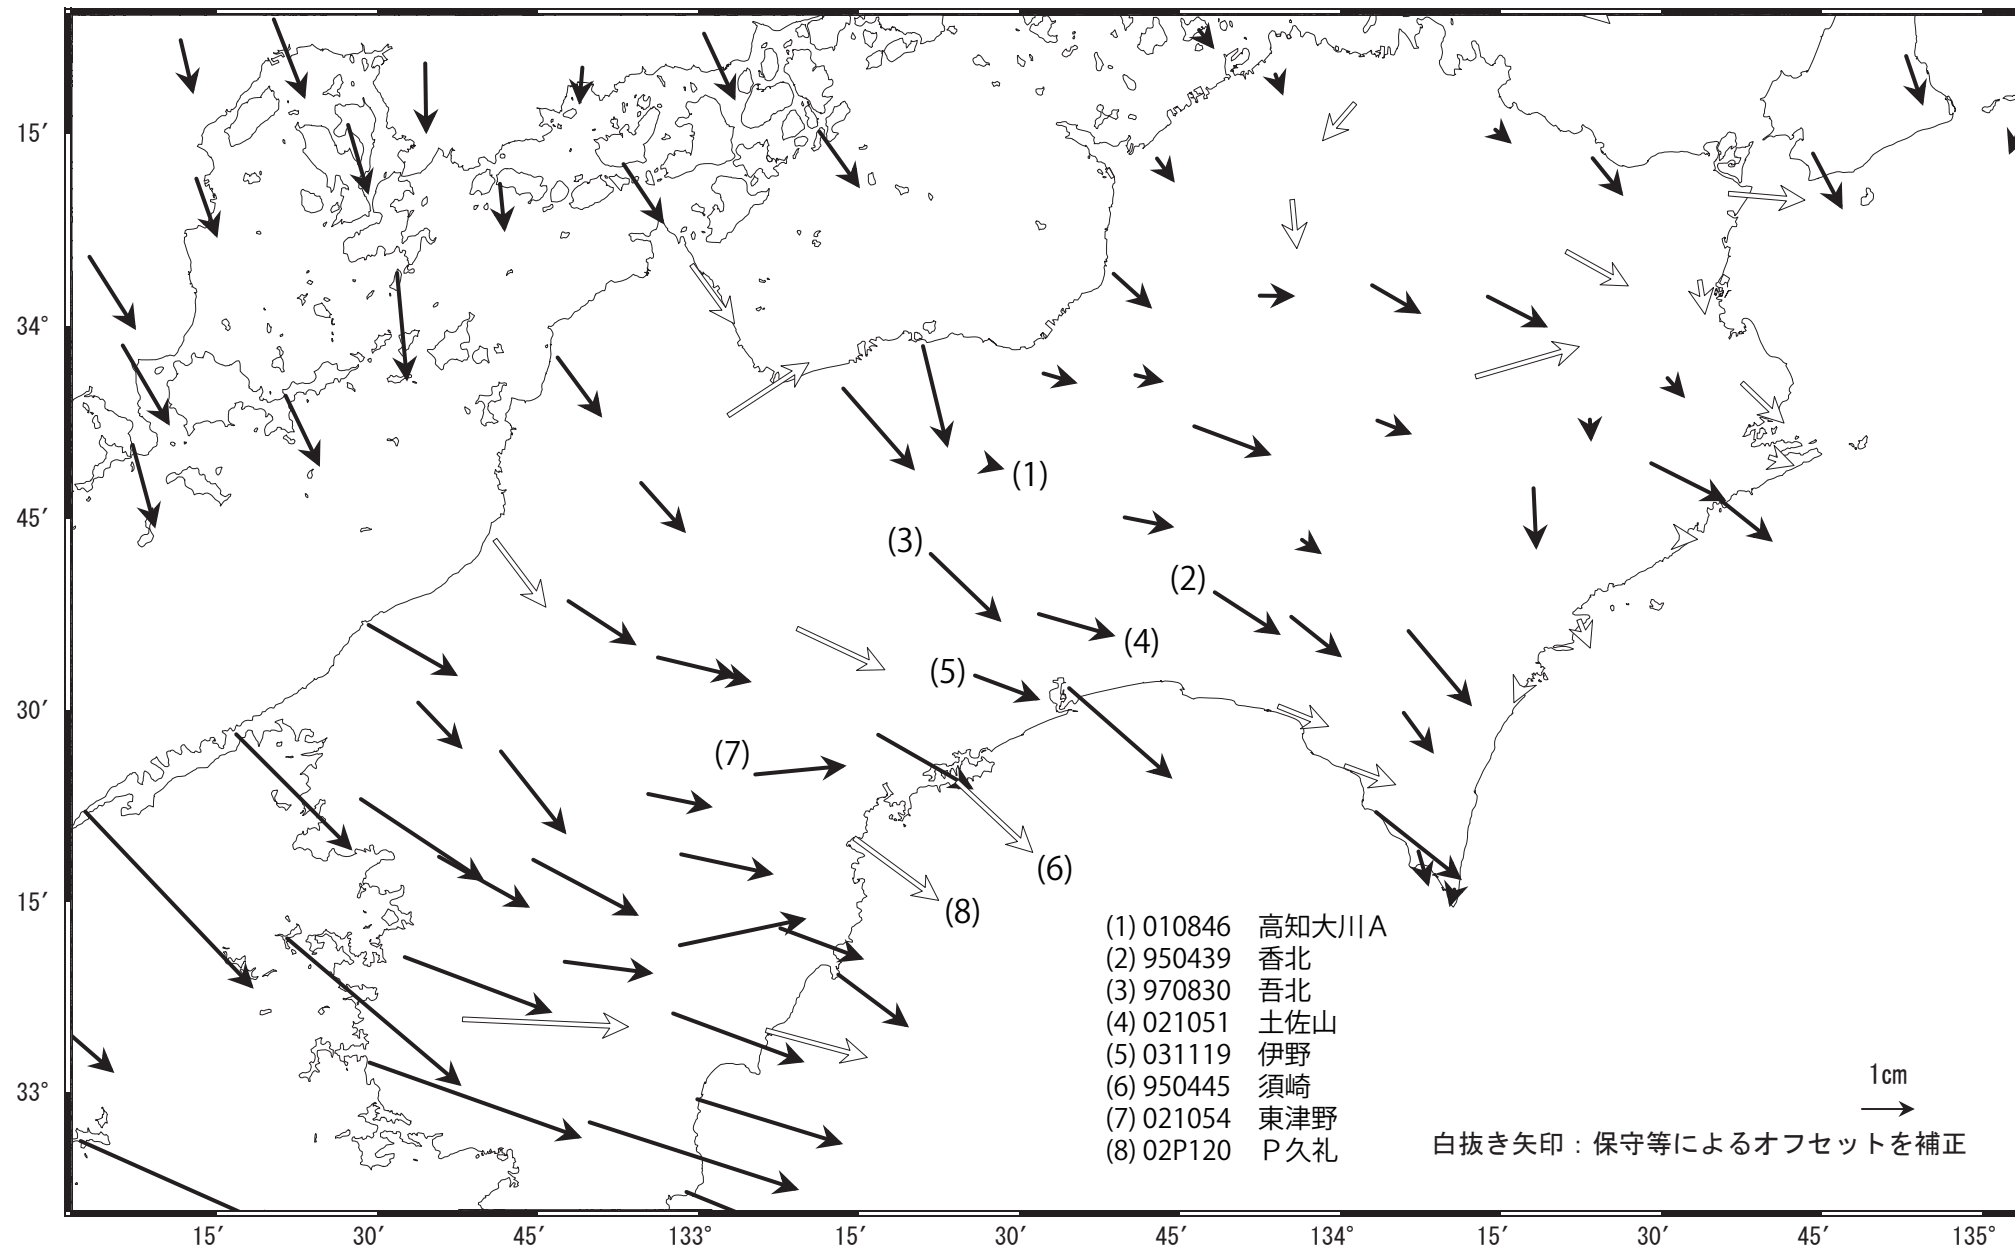 15′
34°
(1)
45′
(3)
(2)
(4)
(5)
30′
(7)
(6)
15′
(8)
(1) 010846 高知大川A
(2) 950439 香北
(3) 970830 吾北
(4) 021051 土佐山
(5) 031119 伊野
(6) 950445 須崎
(7) 021054 東津野
(8) 02P120 P久礼
33°
1cm
白抜き矢印：保守等によるオフセットを補正
15′ 30′ 45′ 133° 15′ 30′ 45′ 134° 15′ 30′ 45′ 135°